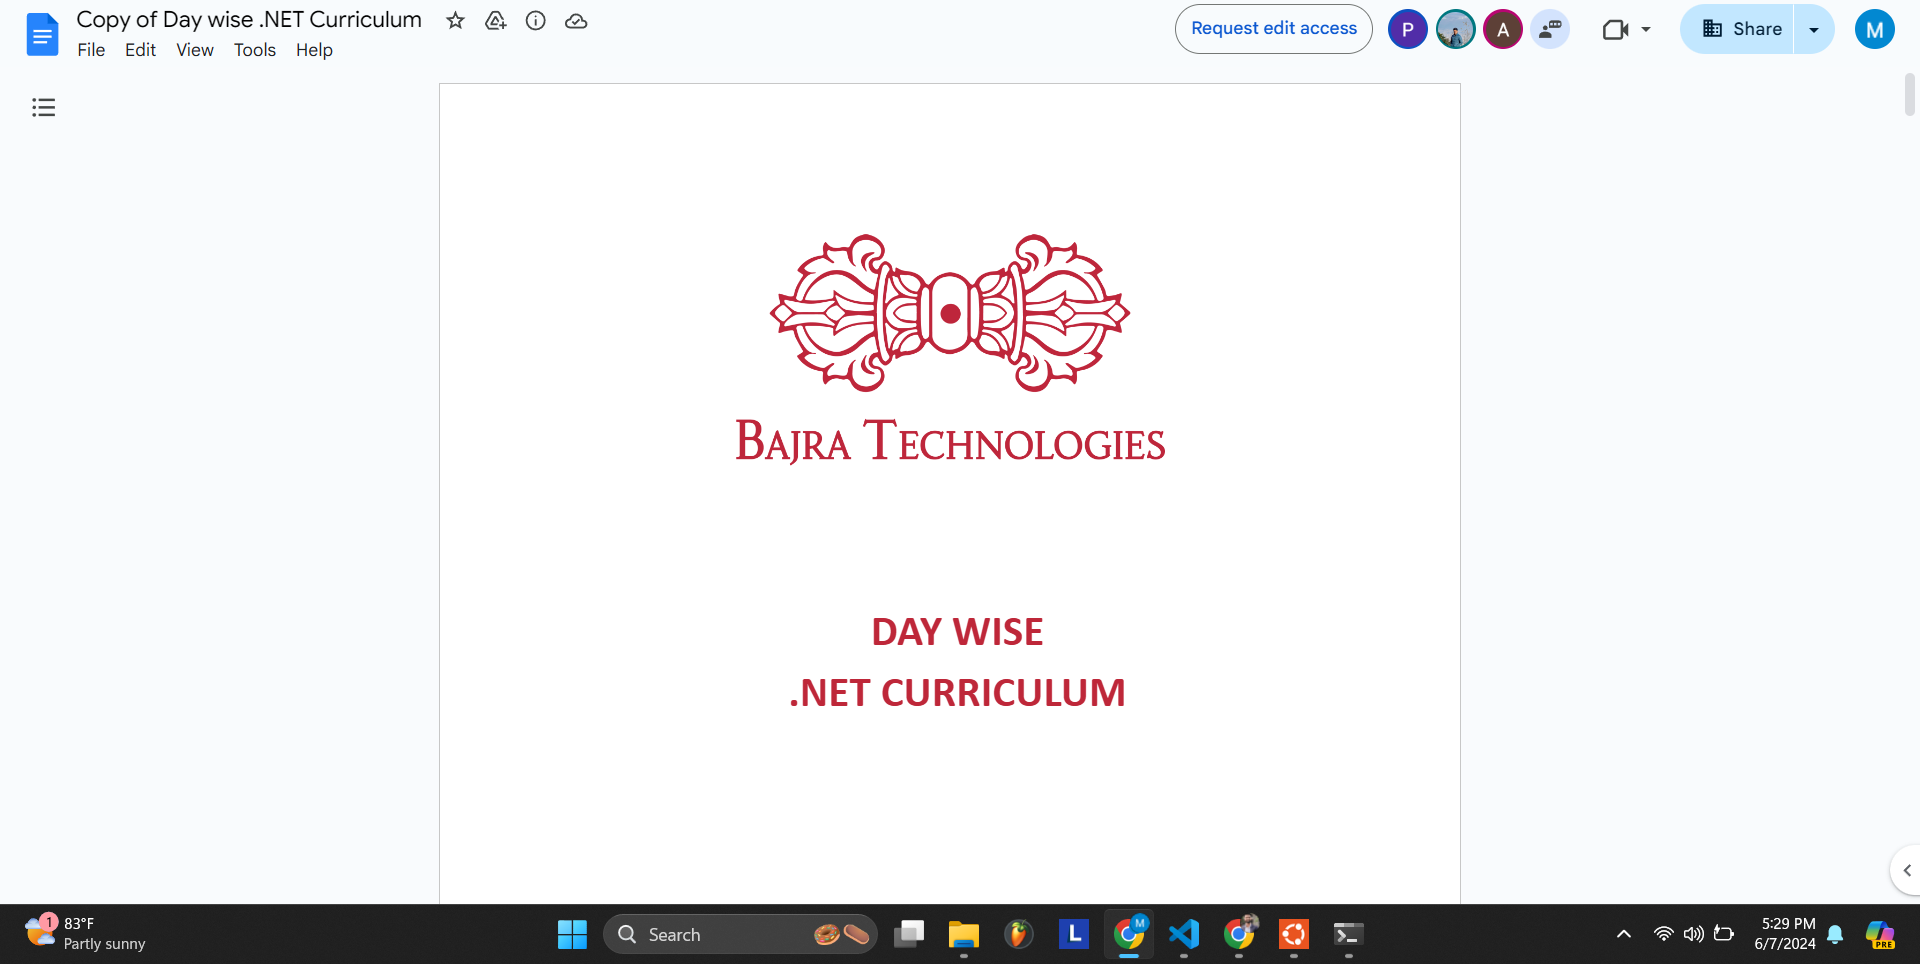 Copy of Day wise .NET Curriculum
File Edit View Tools Help
Request edit access
P
A
Share
M
BAJRA TECHNOLOGIES
DAY WISE
.NET CURRICULUM
1
83°F
Partly sunny
Search
L
M
5:29 PM
6/7/2024
PRE